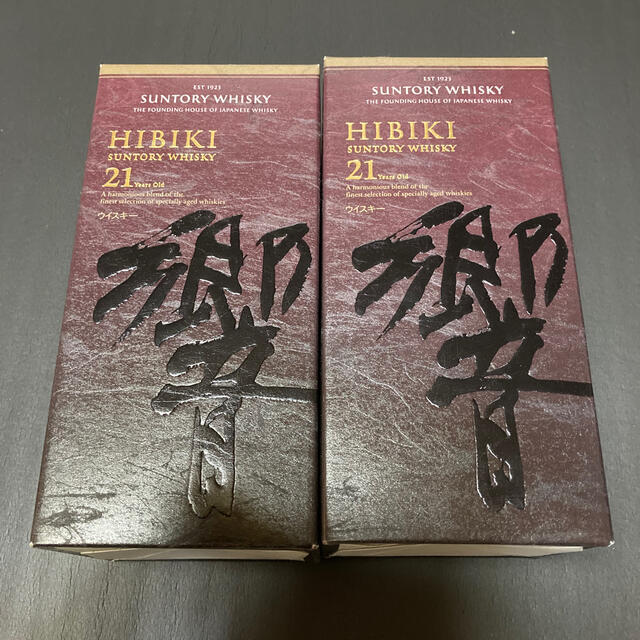 EST 1923
SUNTORY WHISKY
THE FOUNDING HOUSE OF JAPANESE WHISKY
HIBIKI
SUNTORY WHISKY
21 Years Old
A harmonious blend of the
finest selection of specially aged whiskies
ウイスキー
響
EST 1923
SUNTORY WHISKY
THE FOUNDING HOUSE OF JAPANESE WHISKY
HIBIKI
SUNTORY WHISKY
21 Years Old
A harmonious blend of the
finest selection of specially aged whiskies
ウイスキー
響